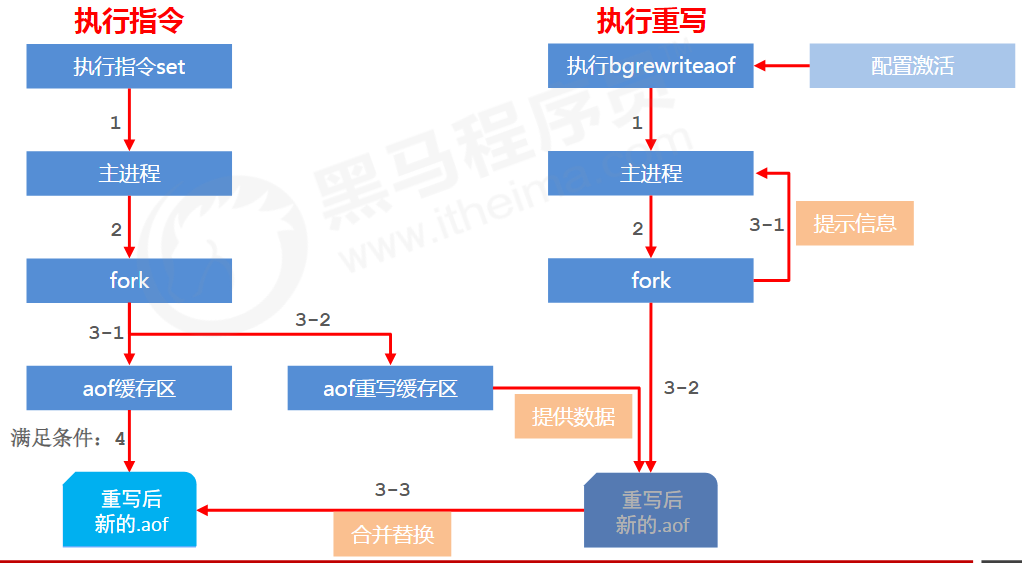 执行指令
执行重写
执行指令set
执行bgrewriteaof
配置激活
1
1
主进程
主进程
2
2
3-1
提示信息
fork
fork
3-1
3-2
aof缓存区
aof重写缓存区
3-2
提供数据
满足条件：4
重写后
新的.aof
3-3
合并替换
重写后
新的.aof
黑马程序员
www.itheima.com